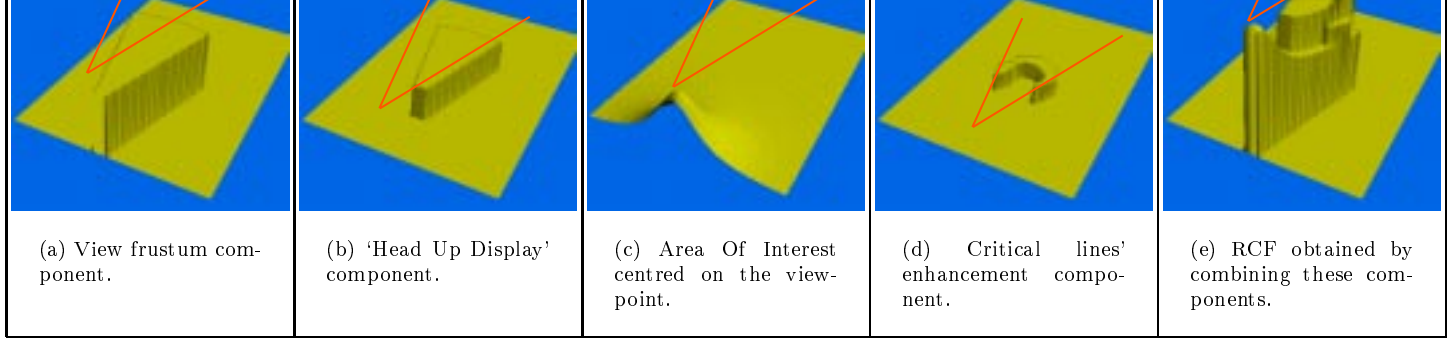 (a) View frustum com-
ponent.
(b) ‘Head Up Display’
component.
(c) Area Of Interest
centred on the view-
point.
(d) Critical lines’
enhancement compo-
nent.
(e) RCF obtained by
combining these com-
ponents.